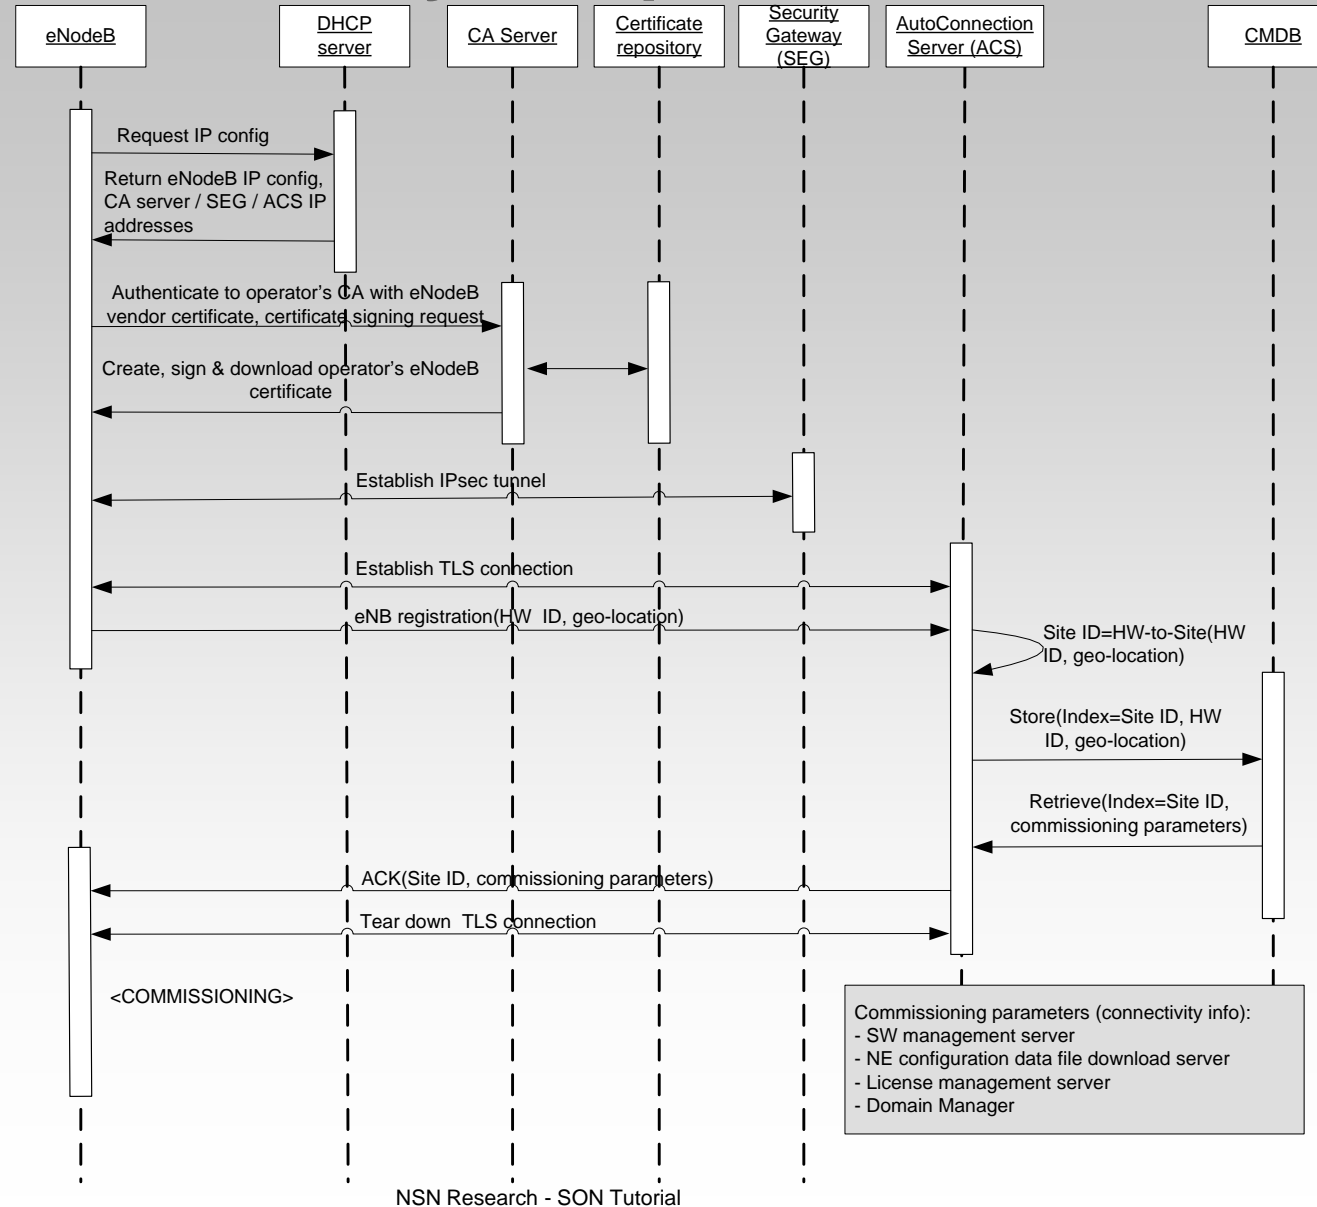 eNodeB
DHCP
server
CA Server
Certificate
repository
Security
Gateway
(SEG)
AutoConnection
Server (ACS)
CMDB
Request IP config
Return eNodeB IP config,
CA server / SEG / ACS IP
addresses
Authenticate to operator's CA with eNodeB
vendor certificate, certificate signing request
Create, sign & download operator's eNodeB
certificate
Establish IPsec tunnel
Establish TLS connection
eNB registration(HW  ID, geo-location)
Site ID=HW-to-Site(HW
ID, geo-location)
Store(Index=Site ID, HW
ID, geo-location)
Retrieve(Index=Site ID,
commissioning parameters)
ACK(Site ID, commissioning parameters)
Tear down  TLS connection
<COMMISSIONING>
Commissioning parameters (connectivity info):
- SW management server
- NE configuration data file download server
- License management server
- Domain Manager
NSN Research - SON Tutorial